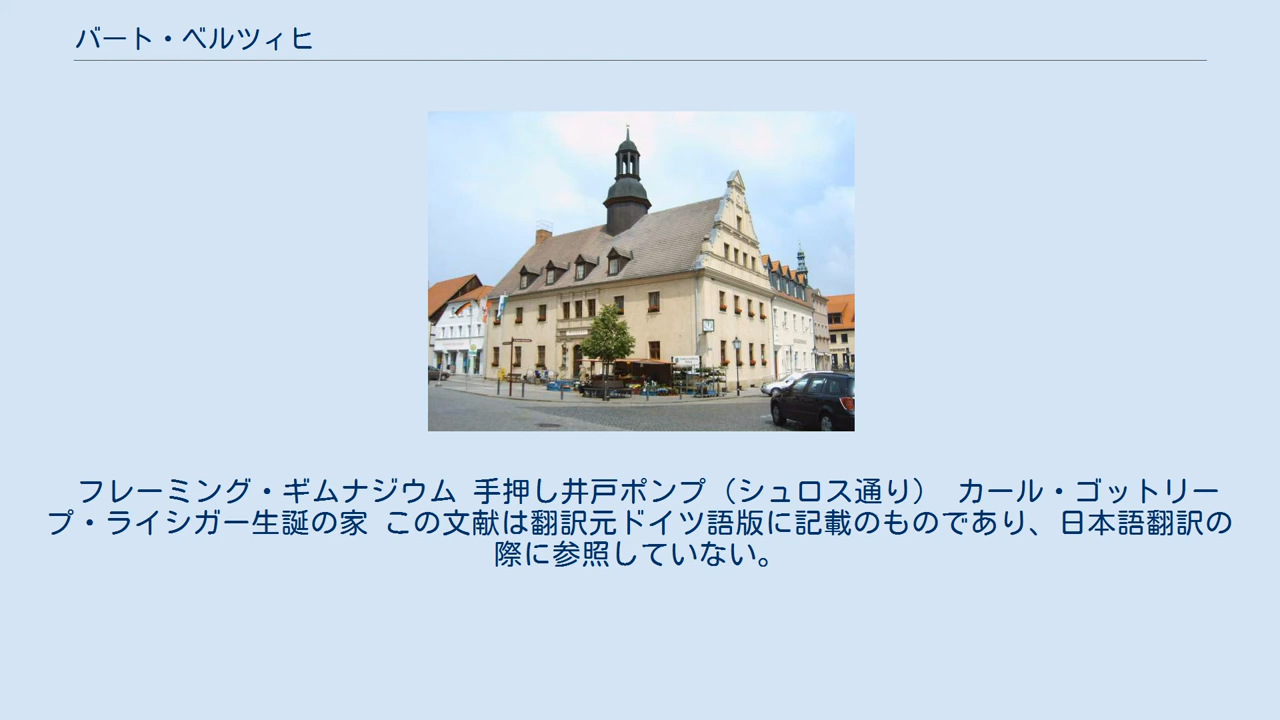 バート・ベルツィヒ
フレーミング・ギムナジウム 手押し井戸ポンプ（シュロス通り） カール・ゴットリー
プ・ライシガー生誕の家 この文献は翻訳元ドイツ語版に記載のものであり、日本語翻訳の
際に参照していない。